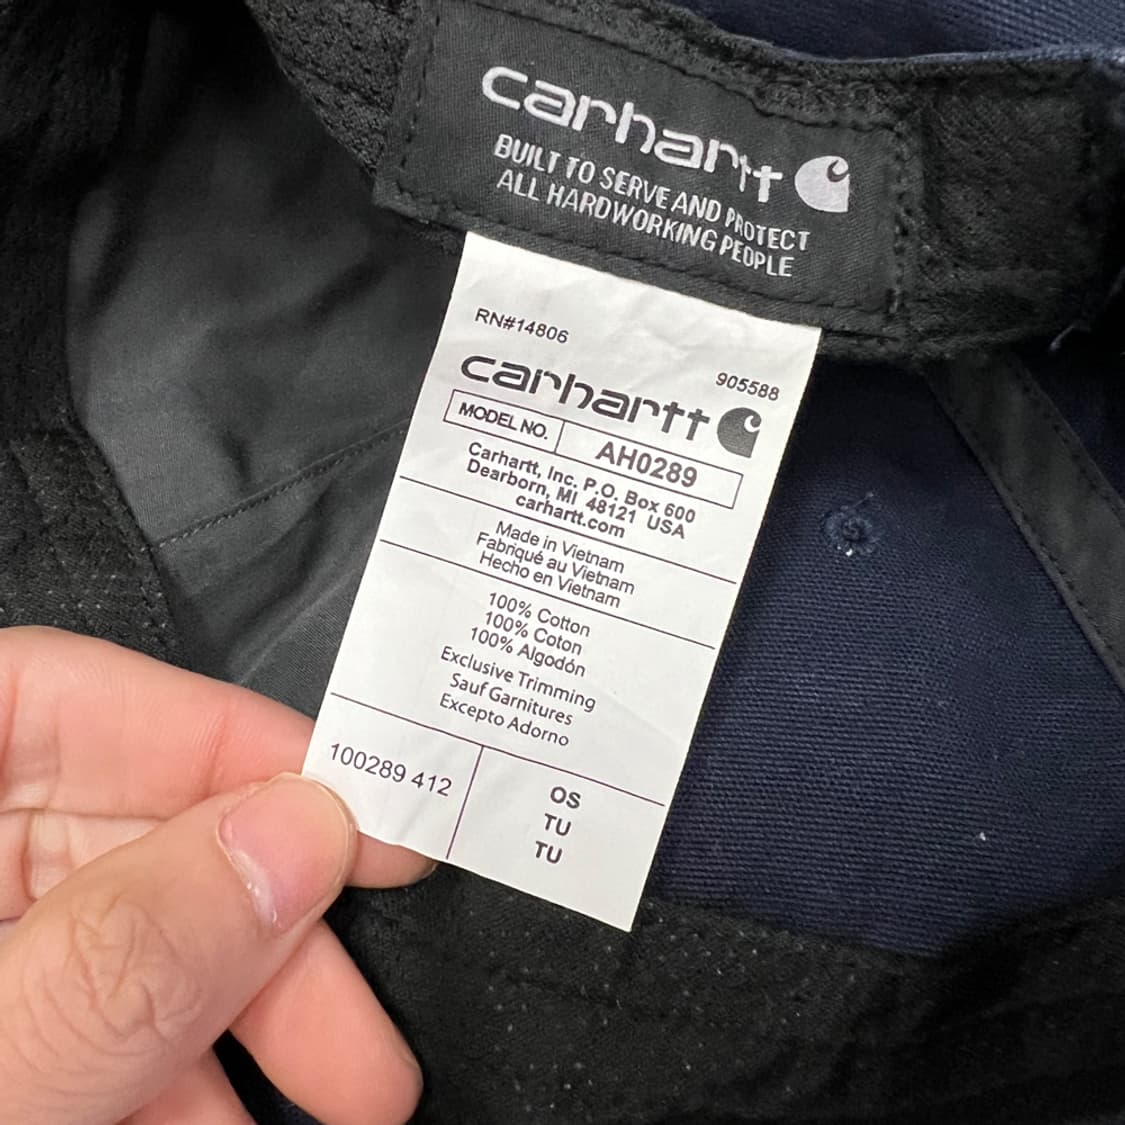 carhartt
BUILT TO SERVE AND PROTECT
ALL HARDWORKING PEOPLE
RN#14806
905588
carhartt
MODEL NO. AH0289
Carhartt, Inc. P.O. Box 600
Dearborn, MI 48121 USA
carhartt.com
Made in Vietnam
Fabriqué au Vietnam
Hecho en Vietnam
100% Cotton
100% Coton
100% Algodón
Exclusive Trimming
Sauf Garnitures
Excepto Adorno
100289 412
OS
TU
TU